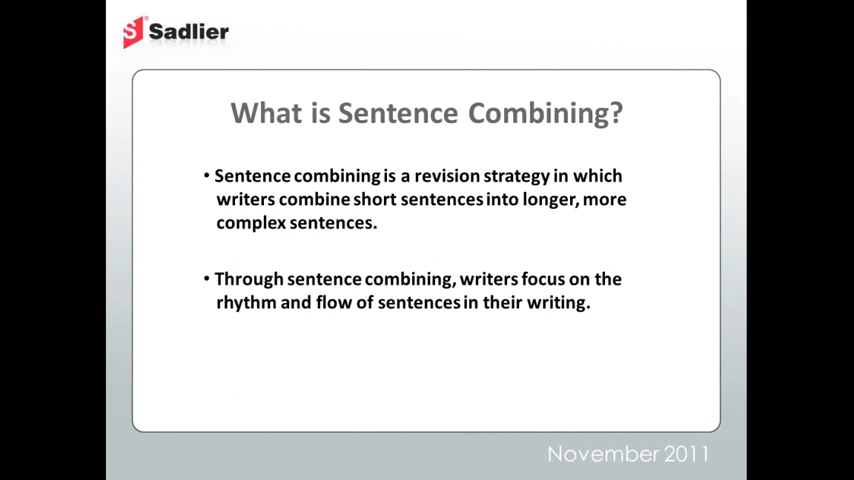 Sadlier
What is Sentence Combining?
• Sentence combining is a revision strategy in which
writers combine short sentences into longer, more
complex sentences.
• Through sentence combining, writers focus on the
rhythm and flow of sentences in their writing.
November 2011